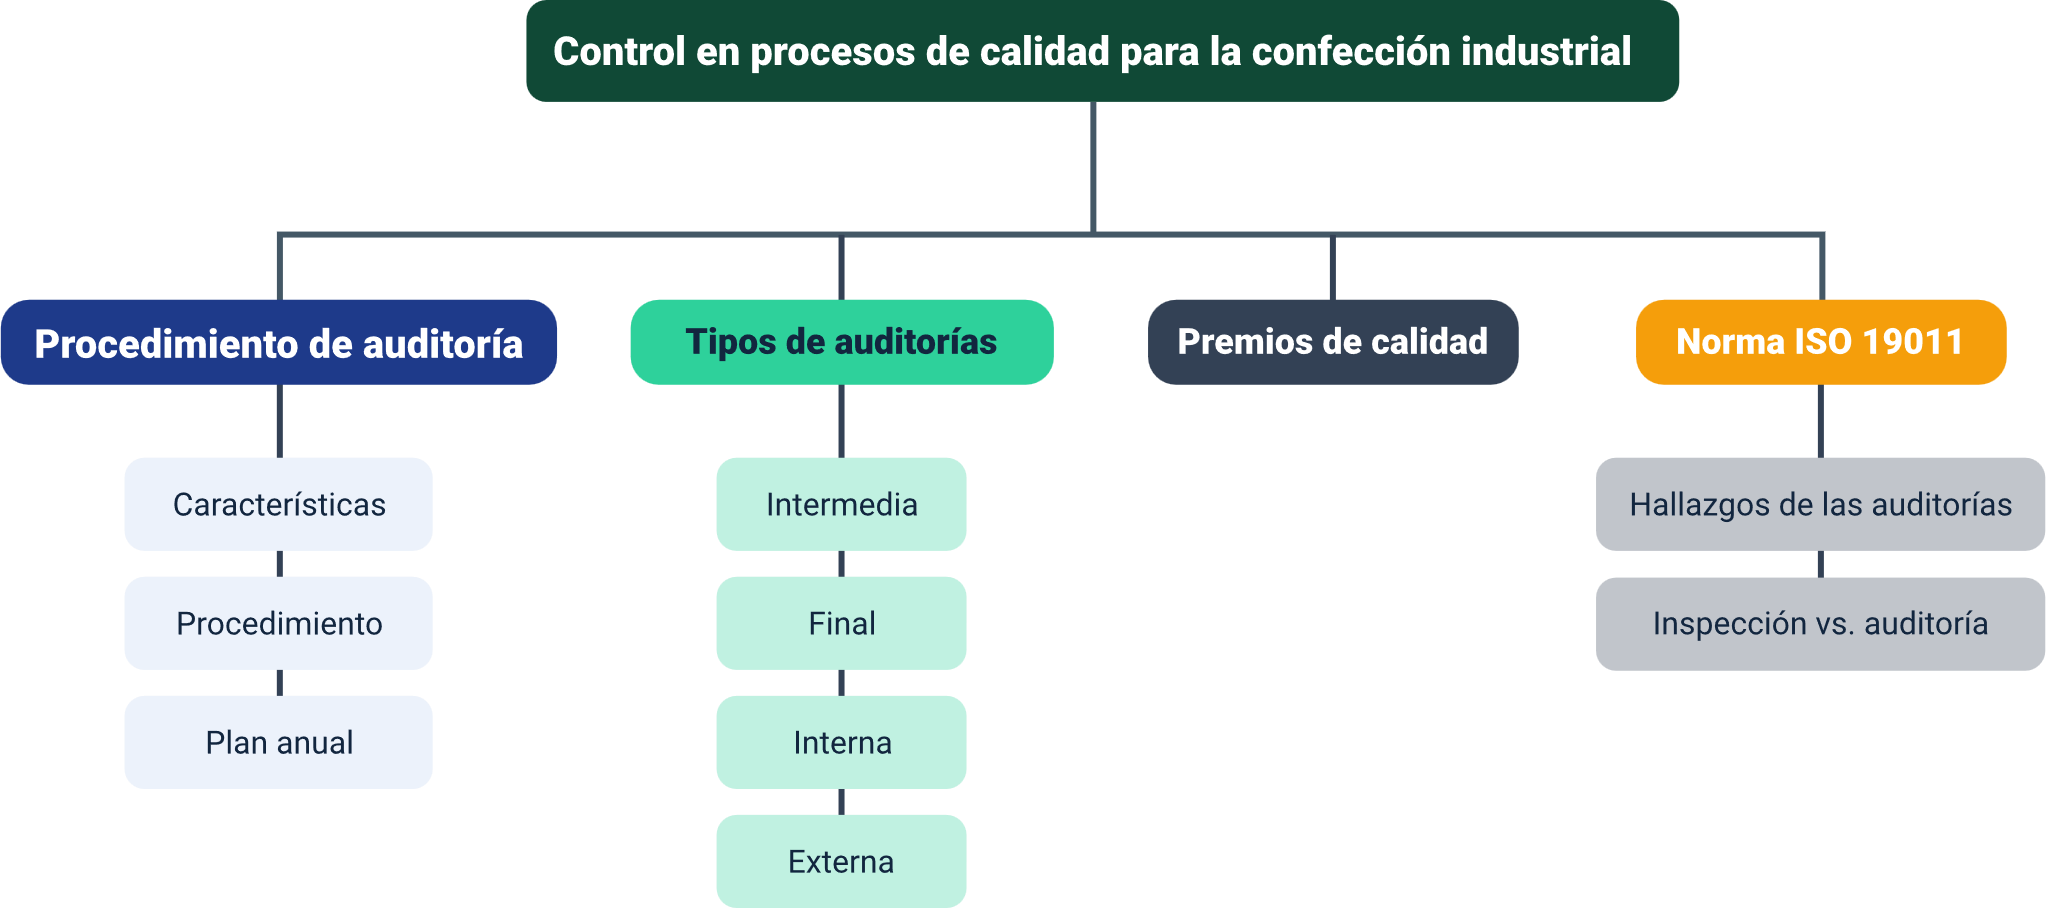 Control en procesos de calidad para la confección industrial
Procedimiento de auditoría
Características
Procedimiento
Plan anual
Tipos de auditorías
Intermedia
Final
Interna
Externa
Premios de calidad
Norma ISO 19011
Hallazgos de las auditorías
Inspección vs. auditoría